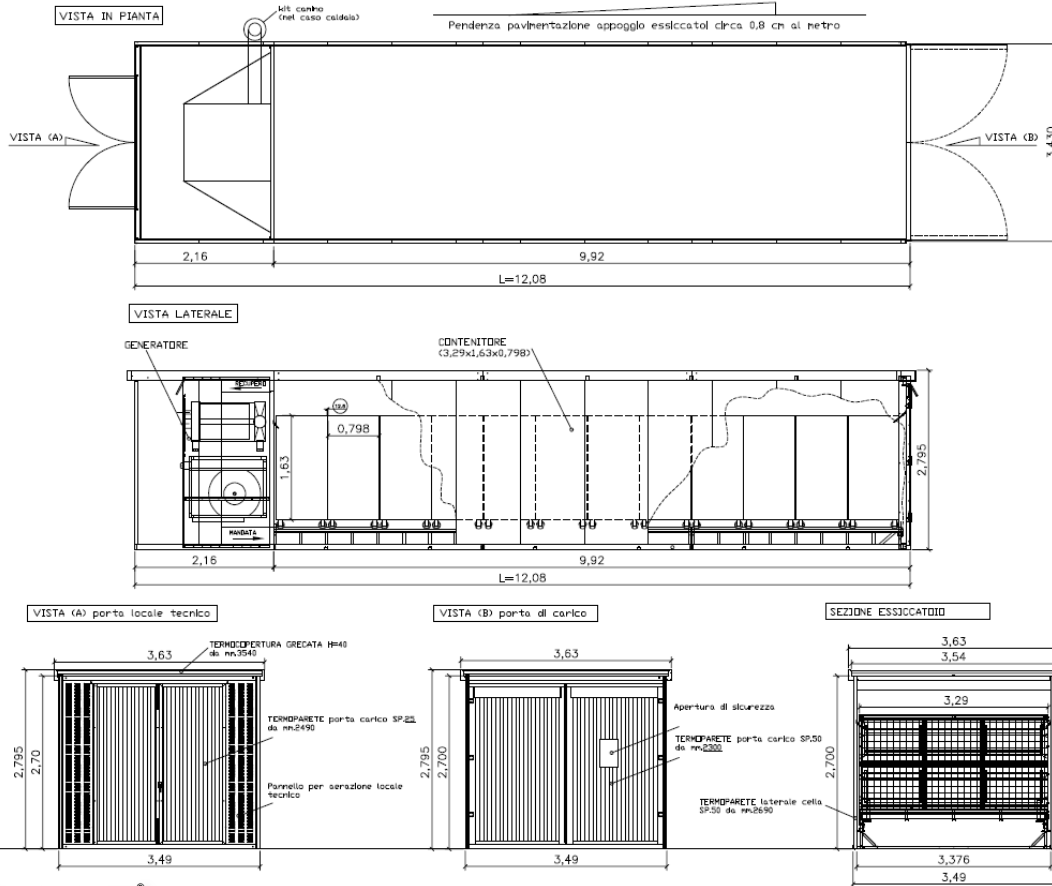 VISTA IN PIANTA
kit camino
(nel caso caldaia)
Pendenza pavimentazione appoggio essiccatoi circa 0,8 cm al metro
VISTA (A)
VISTA (B)
2,16
9,92
L=12,08
VISTA LATERALE
GENERATORE
CONTENITORE
(3,29x1,63x0,798)
RECUPERO
0,798
1,63
2,795
MANDATA
2,16
9,92
L=12,08
VISTA (A) porta locale tecnico
VISTA (B) porta di carico
SEZIONE ESSICCATOIO
TERMOCOPERTURA GRECATA H=40
da mm.3540
3,63
3,63
3,63
3,54
3,29
Apertura di sicurezza
TERMOPARETE porta carico SP.25
da mm.2490
TERMOPARETE porta carico SP.50
da mm.2300
2,795
2,70
2,795
2,700
2,700
Pannello per aerazione locale
tecnico
TERMOPARETE laterale cella
SP.50 da mm.2690
3,49
3,49
3,376
3,49